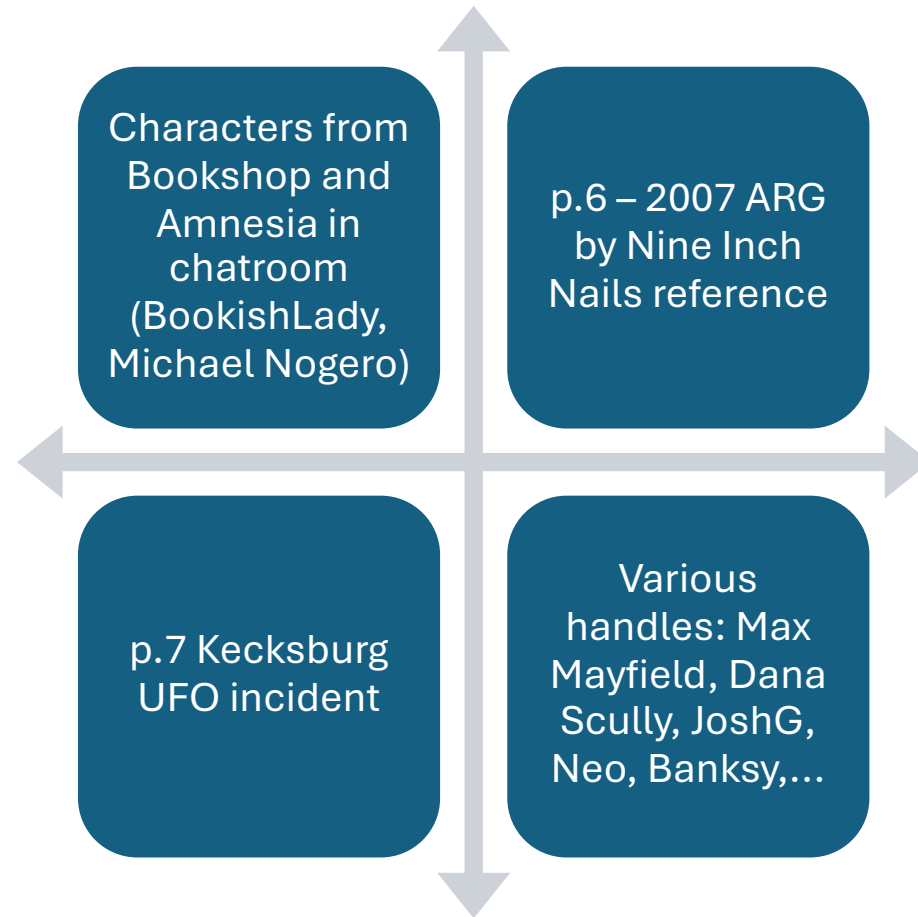 Characters from
Bookshop and
Amnesia in
chatroom
(BookishLady,
Michael Nogero)
p.6 – 2007 ARG
by Nine Inch
Nails reference
p.7 Kecksburg
UFO incident
Various
handles: Max
Mayfield, Dana
Scully, JoshG,
Neo, Banksy,...